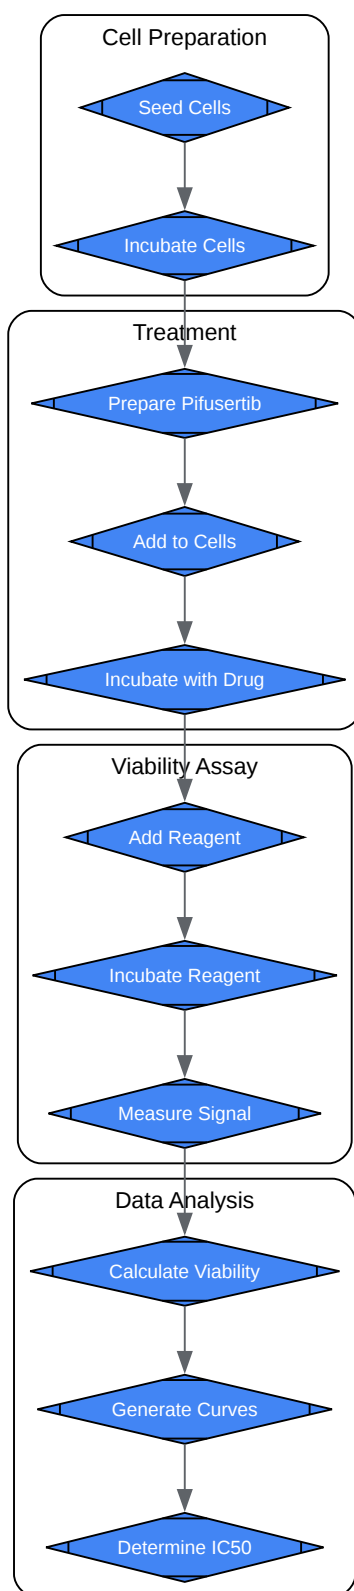 Cell Preparation
Seed Cells
Incubate Cells
Treatment
Prepare Pifusertib
Add to Cells
Incubate with Drug
Viability Assay
Add Reagent
Incubate Reagent
Measure Signal
Data Analysis
Calculate Viability
Generate Curves
Determine IC50